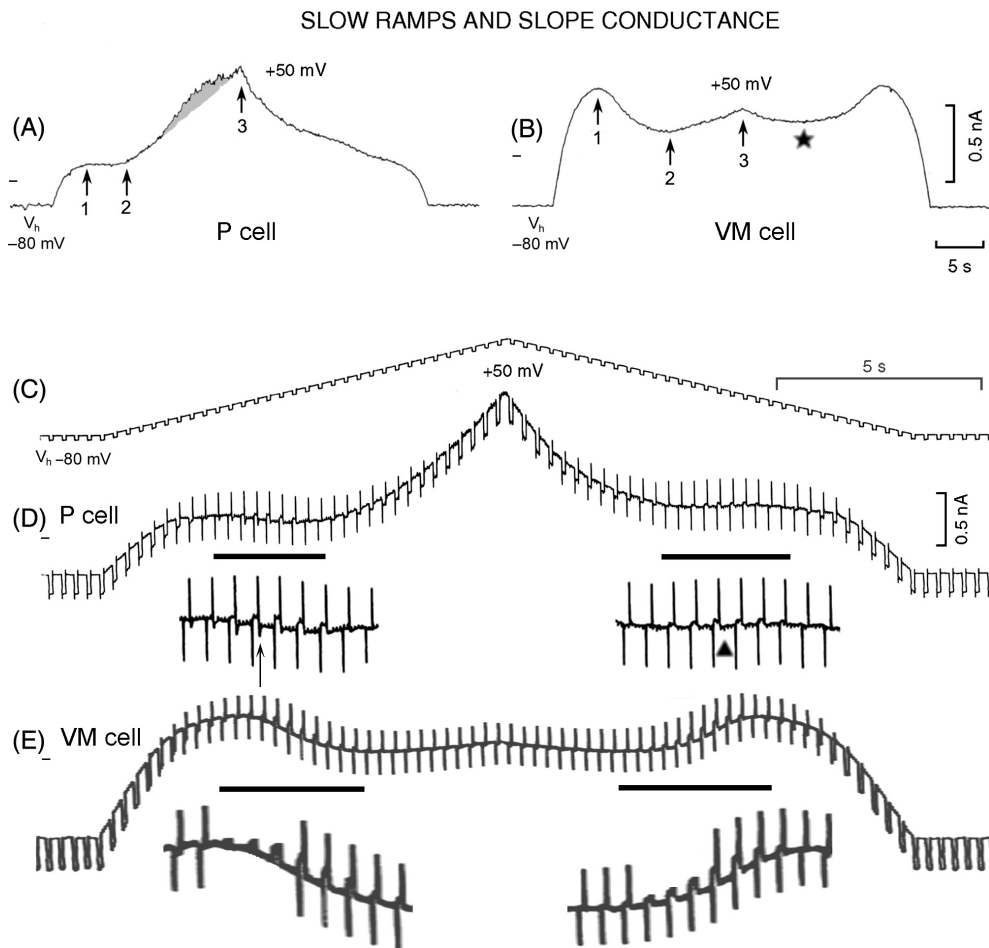 SLOW RAMPS AND SLOPE CONDUCTANCE
(A)
+50 mV
3
1
2
Vh
–80 mV
P cell
(B)
+50 mV
1
2
3
0.5 nA
Vh
–80 mV
VM cell
5 s
(C)
5 s
+50 mV
Vh –80 mV
(D) P cell
0.5 nA
(E) VM cell